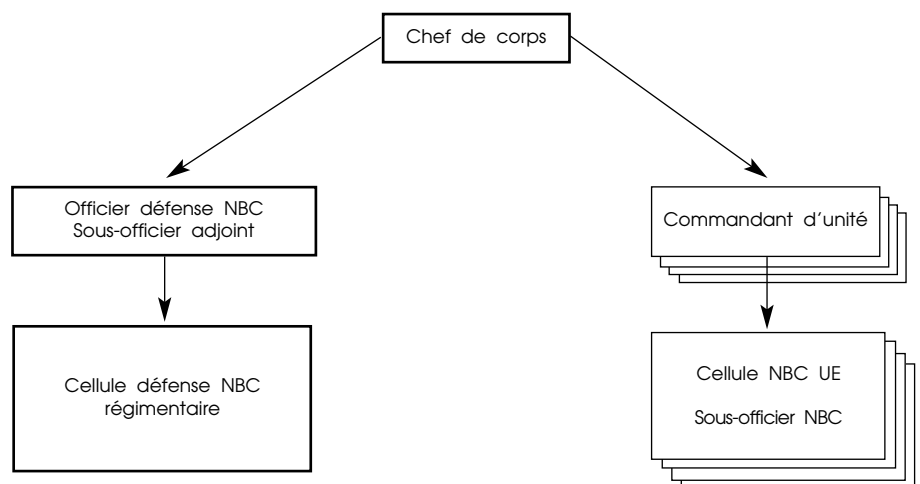 Chef de corps
Officier défense NBC
Sous-officier adjoint
Commandant d'unité
Cellule défense NBC
régimentaire
Cellule NBC UE
Sous-officier NBC